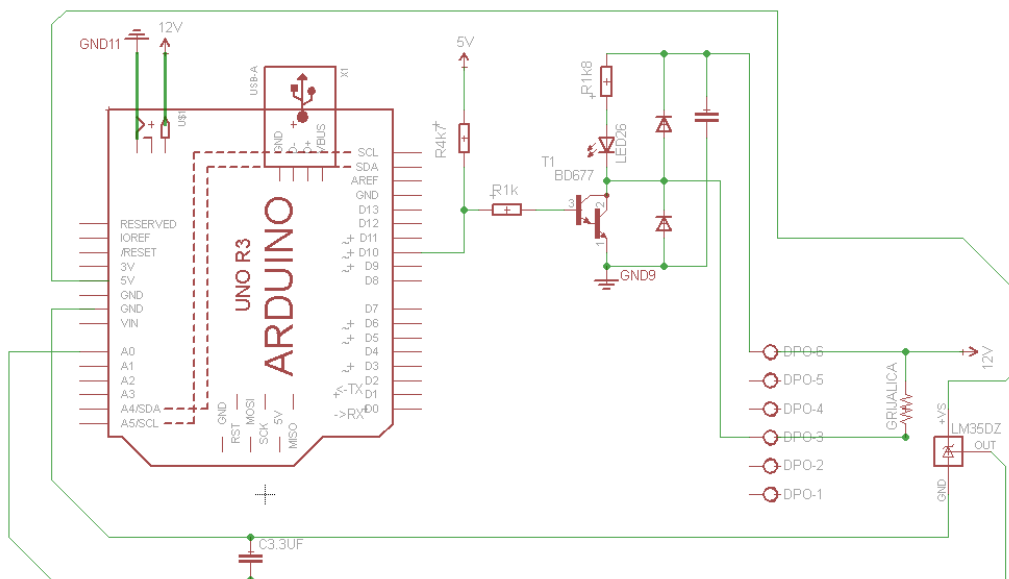 GND11
12V
USB-A
X1
U$1
GND
D-
D+
VBUS
SCL
SDA
AREF
GND
D13
D12
D11
D10
D9
D8
D7
D6
D5
D4
D3
D2
D1
D0
<-TX
->RX
RESERVED
IOREF
/RESET
3V
5V
GND
GND
VIN
A0
A1
A2
A3
A4/SDA
A5/SCL
UNO R3
ARDUINO
GND
RST
MOSI
SCK
5V
MISO
5V
R4k7
R1k
T1
BD677
3
2
1
R1k8
LED26
GND9
DPO-6
DPO-5
DPO-4
DPO-3
DPO-2
DPO-1
12V
GRIJALICA
+VS
LM35DZ
OUT
GND
C3.3UF